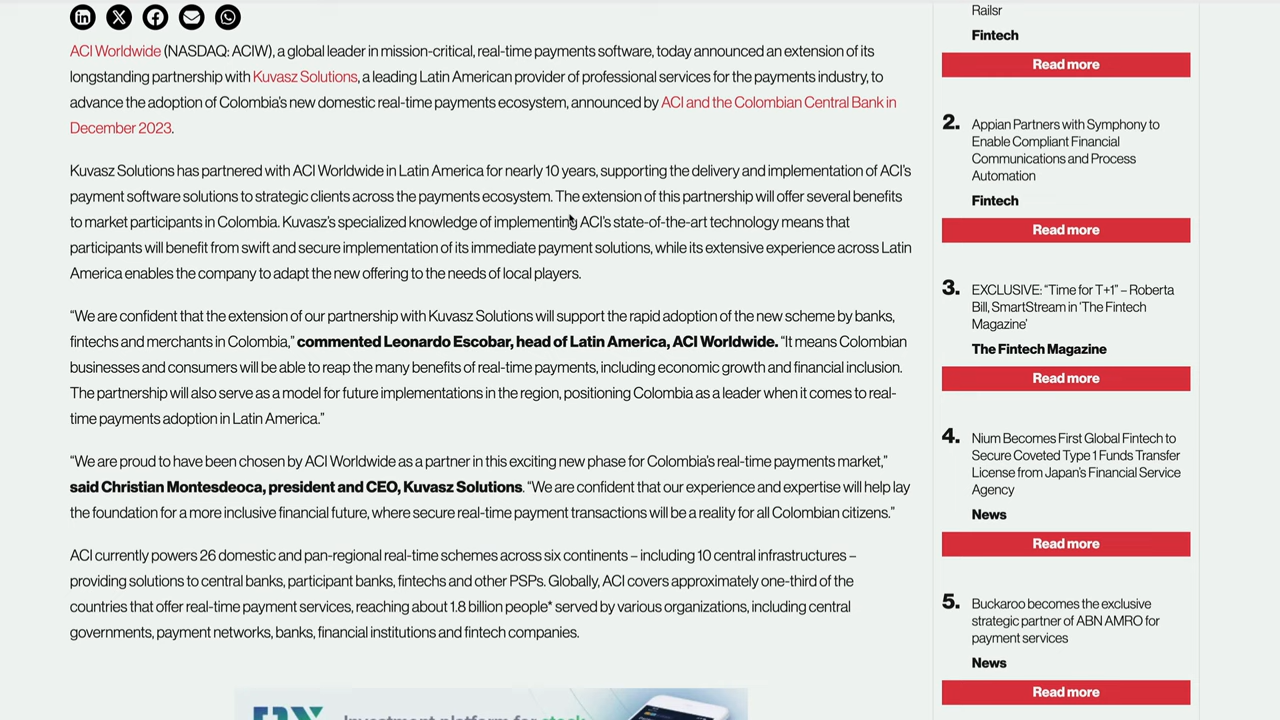 ACI Worldwide (NASDAQ: ACIW), a global leader in mission-critical, real-time payments software, today announced an extension of its
longstanding partnership with Kuvasz Solutions, a leading Latin American provider of professional services for the payments industry, to
advance the adoption of Colombia's new domestic real-time payments ecosystem, announced by ACI and the Colombian Central Bank in
December 2023.
Kuvasz Solutions has partnered with ACI Worldwide in Latin America for nearly 10 years, supporting the delivery and implementation of ACI's
payment software solutions to strategic clients across the payments ecosystem. The extension of this partnership will offer several benefits
to market participants in Colombia. Kuvasz's specialized knowledge of implementing ACI's state-of-the-art technology means that
participants will benefit from swift and secure implementation of its immediate payment solutions, while its extensive experience across Latin
America enables the company to adapt the new offering to the needs of local players.
“We are confident that the extension of our partnership with Kuvasz Solutions will support the rapid adoption of the new scheme by banks,
fintechs and merchants in Colombia,” commented Leonardo Escobar, head of Latin America, ACI Worldwide. “It means Colombian
businesses and consumers will be able to reap the many benefits of real-time payments, including economic growth and financial inclusion.
The partnership will also serve as a model for future implementations in the region, positioning Colombia as a leader when it comes to real-
time payments adoption in Latin America.”
“We are proud to have been chosen by ACI Worldwide as a partner in this exciting new phase for Colombia's real-time payments market,”
said Christian Montesdeoca, president and CEO, Kuvasz Solutions. “We are confident that our experience and expertise will help lay
the foundation for a more inclusive financial future, where secure real-time payment transactions will be a reality for all Colombian citizens.”
ACI currently powers 26 domestic and pan-regional real-time schemes across six continents – including 10 central infrastructures –
providing solutions to central banks, participant banks, fintechs and other PSPs. Globally, ACI covers approximately one-third of the
countries that offer real-time payment services, reaching about 1.8 billion people* served by various organizations, including central
governments, payment networks, banks, financial institutions and fintech companies.
Railsr
Fintech
Read more
2. Appian Partners with Symphony to
Enable Compliant Financial
Communications and Process
Automation
Fintech
Read more
3. EXCLUSIVE: “Time for T+1” – Roberta
Bill, SmartStream in ‘The Fintech
Magazine’
The Fintech Magazine
Read more
4. Nium Becomes First Global Fintech to
Secure Coveted Type 1 Funds Transfer
License from Japan's Financial Service
Agency
News
Read more
5. Buckaroo becomes the exclusive
strategic partner of ABN AMRO for
payment services
News
Read more
Investment platform for stock